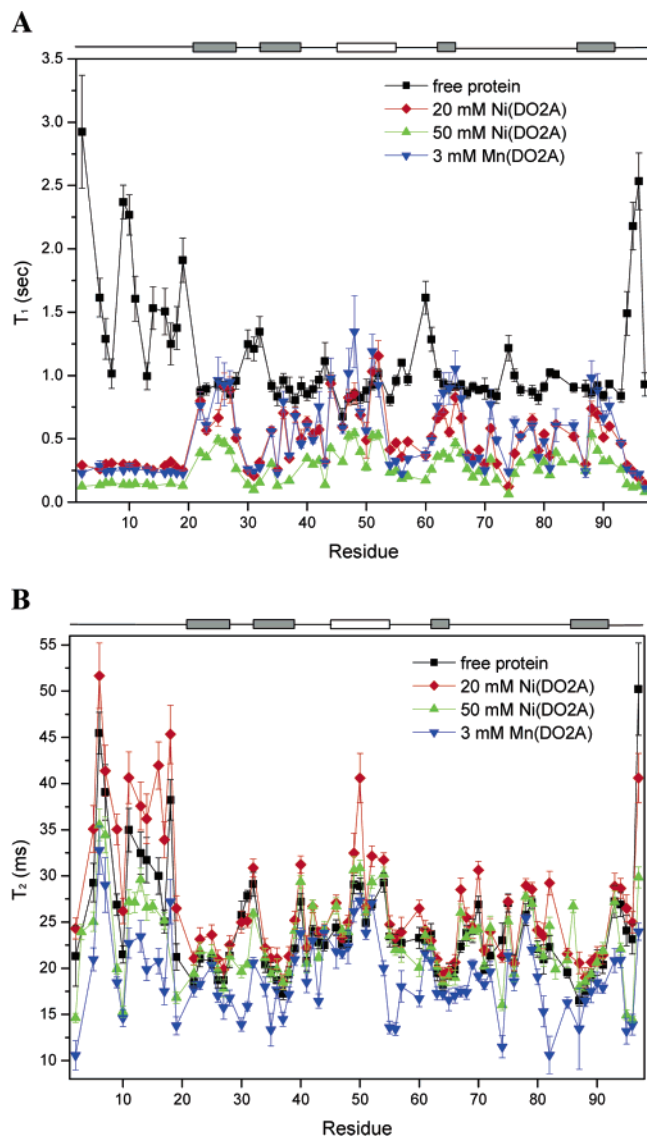 A
3.5
3.0
2.5
2.0
1.5
1.0
0.5
0.0
T1 (sec)
free protein
20 mM Ni(DO2A)
50 mM Ni(DO2A)
3 mM Mn(DO2A)
10 20 30 40 50 60 70 80 90
Residue
B
55
50
45
40
35
30
25
20
15
10
T2 (ms)
free protein
20 mM Ni(DO2A)
50 mM Ni(DO2A)
3 mM Mn(DO2A)
10 20 30 40 50 60 70 80 90
Residue